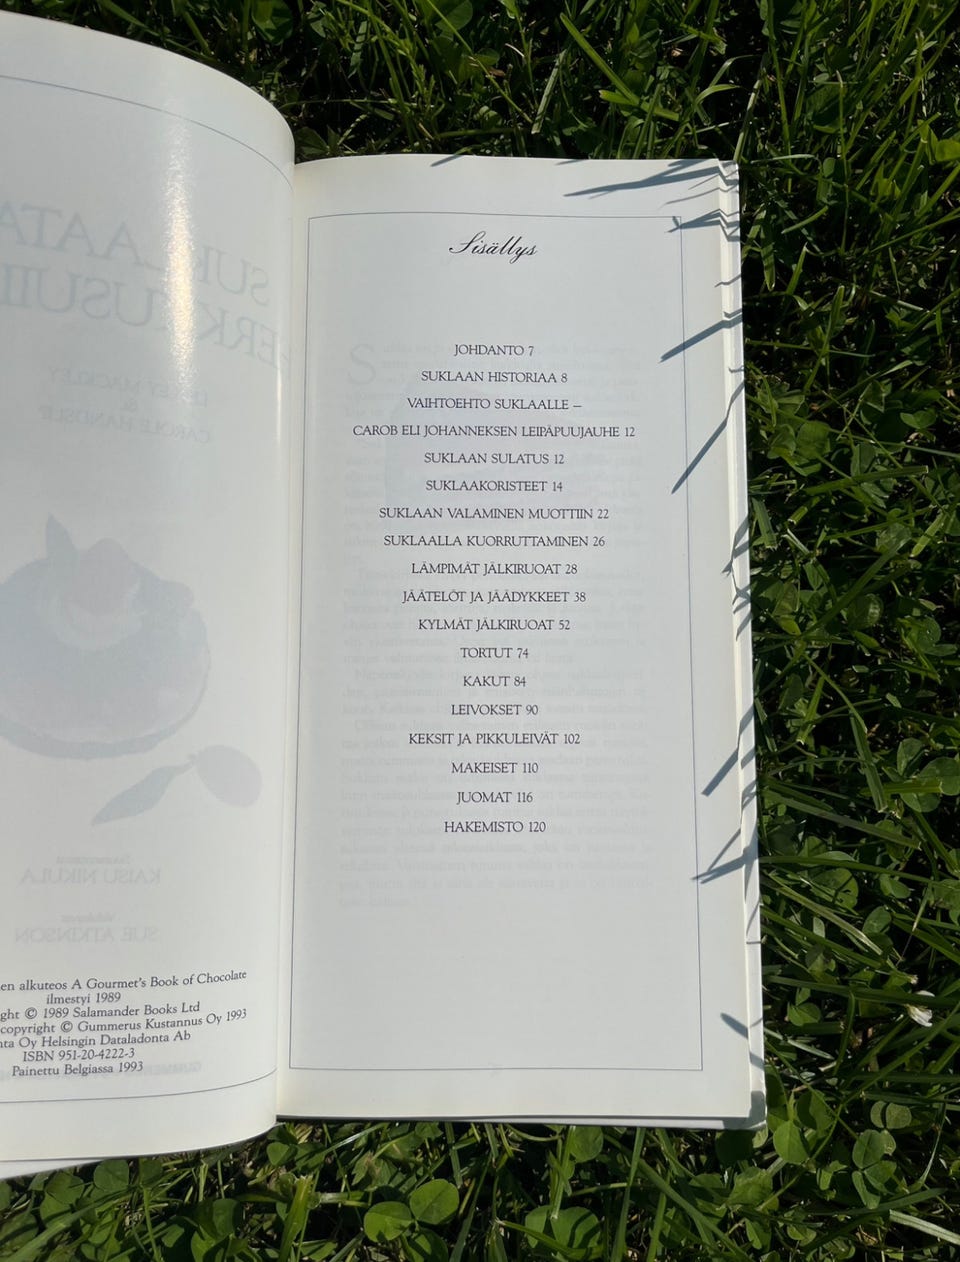 en alkuteos A Gourmet's Book of Chocolate
ilmestyi 1989
ght © 1989 Salamander Books Ltd
copyright © Gummerus Kustannus Oy 1993
nta Oy Helsingin Dataladonta Ab
ISBN 951-20-4222-3
Painettu Belgiassa 1993
Sisällys
JOHDANTO 7
SUKLAAN HISTORIAA 8
VAIHTOEHTO SUKLAALLE –
CAROB ELI JOHANNEKSEN LEIPÄPUUJAUHE 12
SUKLAAN SULATUS 12
SUKLAAKORISTEET 14
SUKLAAN VALAMINEN MUOTTIIN 22
SUKLAALLA KUORRUTTAMINEN 26
LÄMPIMÄT JÄLKIRUOAT 28
JÄÄTELÖT JA JÄÄDYKKEET 38
KYLMÄT JÄLKIRUOAT 52
TORTUT 74
KAKUT 84
LEIVOKSET 90
KEKSIT JA PIKKULEIVÄT 102
MAKEISET 110
JUOMAT 116
HAKEMISTO 120